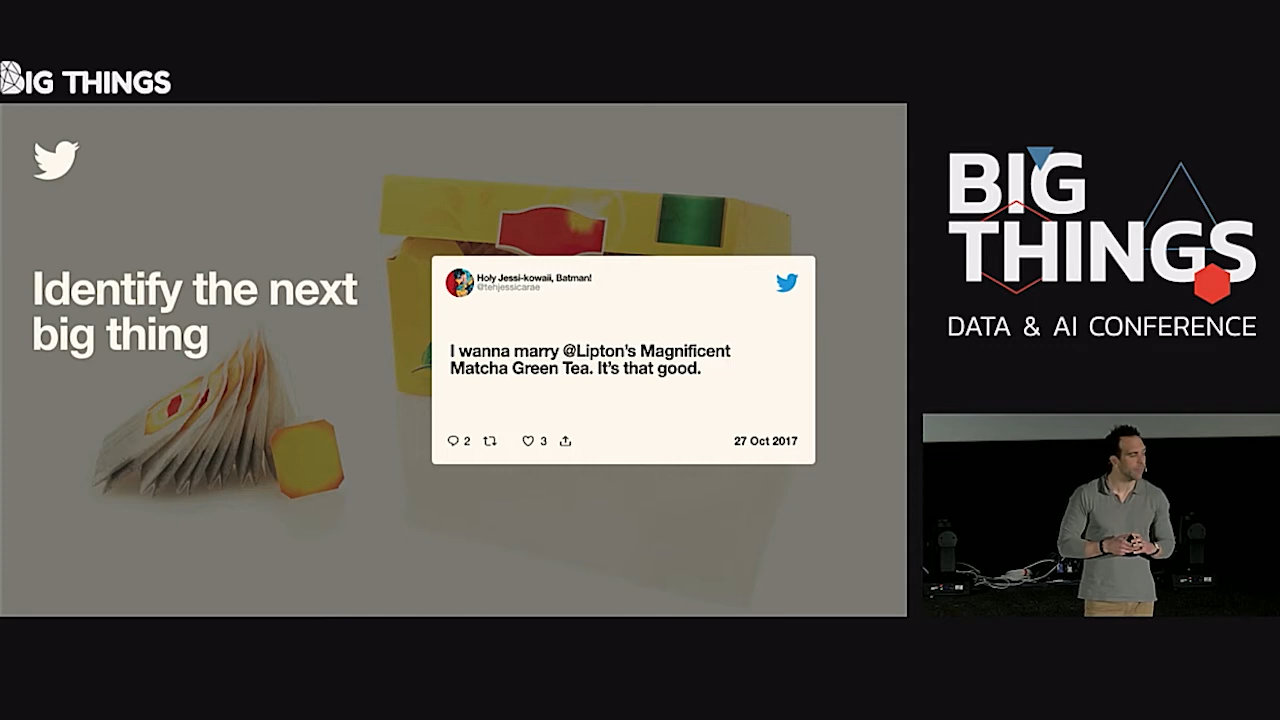 BIG THINGS
Identify the next
big thing
Holy Jessi-kowaii, Batman!
@tehjessicarae
I wanna marry @Lipton's Magnificent
Matcha Green Tea. It's that good.
2
3
27 Oct 2017
BIG
THINGS
DATA & AI CONFERENCE